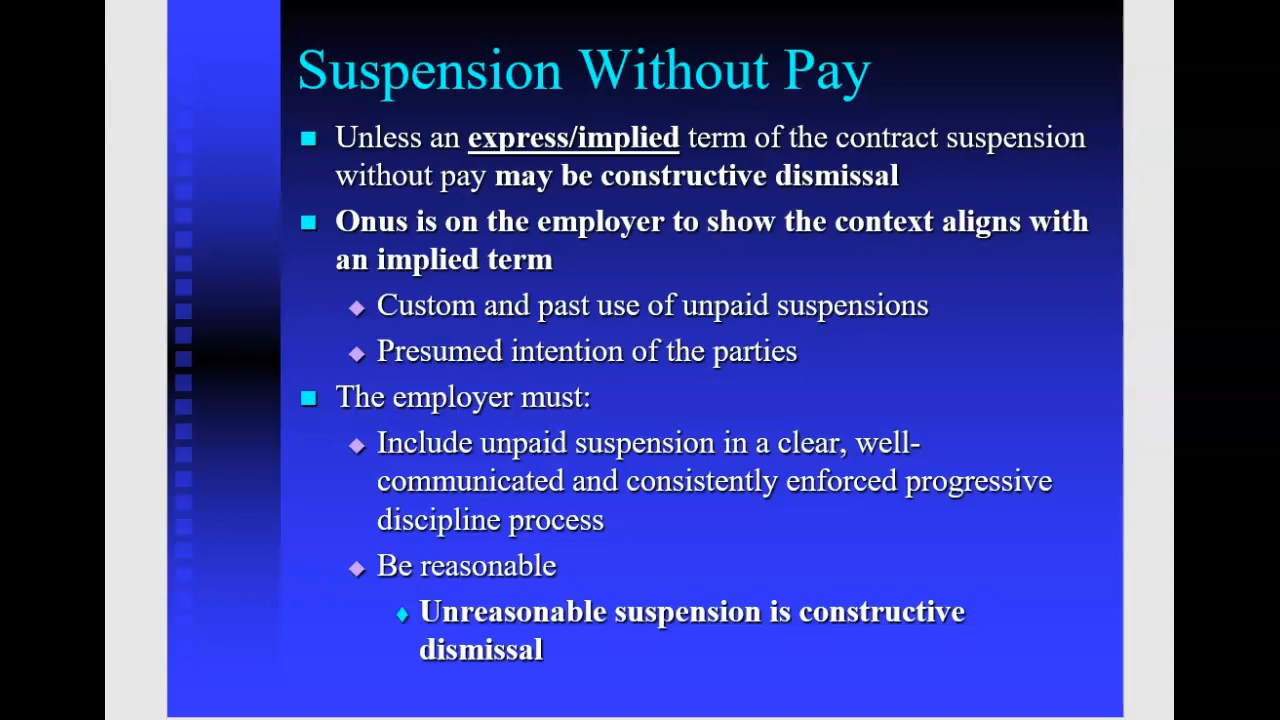 Suspension Without Pay
Unless an express/implied term of the contract suspension
without pay may be constructive dismissal
Onus is on the employer to show the context aligns with
an implied term
Custom and past use of unpaid suspensions
Presumed intention of the parties
The employer must:
Include unpaid suspension in a clear, well-
communicated and consistently enforced progressive
discipline process
Be reasonable
Unreasonable suspension is constructive
dismissal